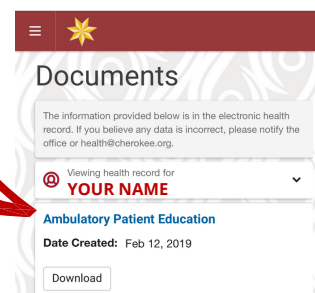 Documents
The information provided below is in the electronic health
record. If you believe any data is incorrect, please notify the
office or health@cherokee.org.
Viewing health record for
YOUR NAME
Ambulatory Patient Education
Date Created: Feb 12, 2019
Download